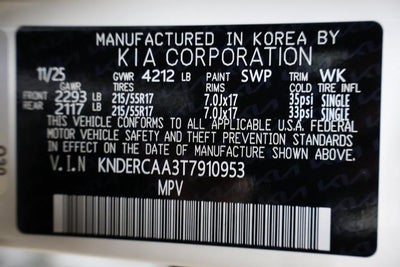 MANUFACTURED IN KOREA BY
KIA CORPORATION
11/25 GVWR 4212 LB PAINT SWP TRIM WK
GAWR TIRES RIMS COLD TIRE INFL
FRONT 2293 LB 215/55R17 7.0Jx17 35psi SINGLE
REAR 2117 LB 215/55R17 7.0Jx17 33psi SINGLE
THIS VEHICLE CONFORMS TO ALL APPLICABLE U.S.A. FEDERAL
MOTOR VEHICLE SAFETY AND THEFT PREVENTION STANDARDS
IN EFFECT ON THE DATE OF MANUFACTURE SHOWN ABOVE.
V.I.N KNDERCAA3T7910953
MPV